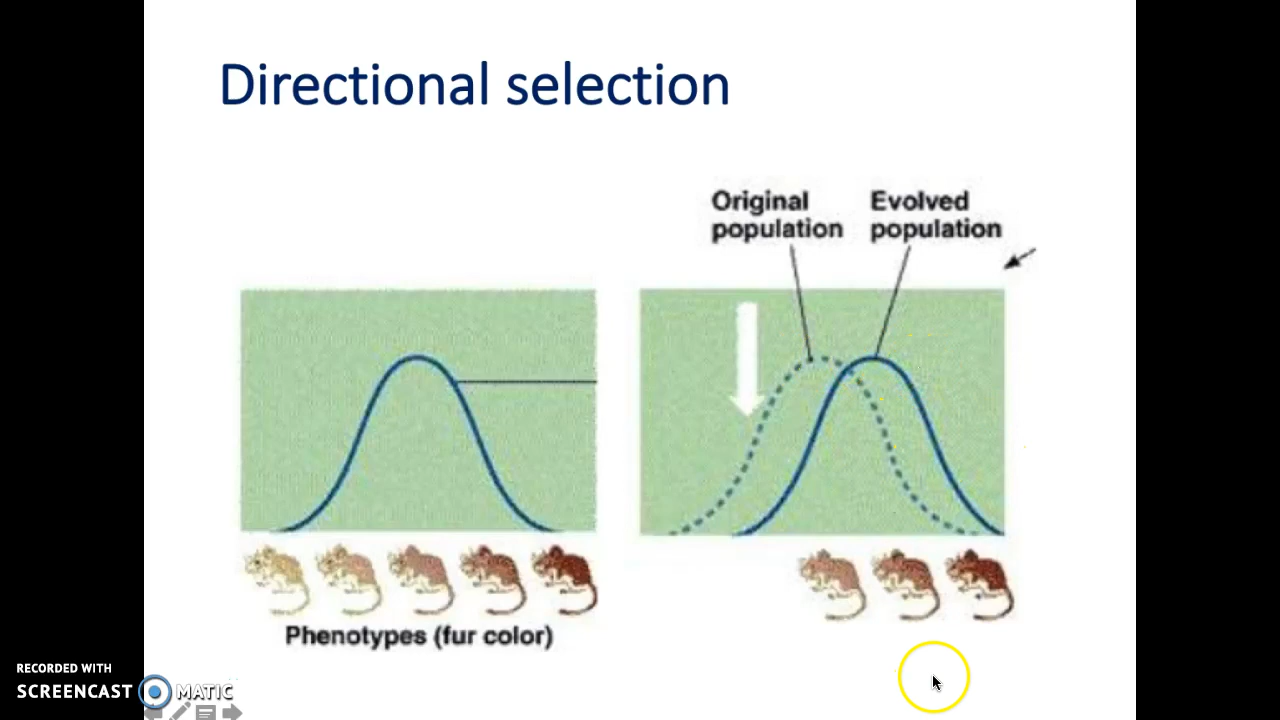 Directional selection
Original population
Evolved population
Phenotypes (fur color)
RECORDED WITH
SCREENCAST MATIC